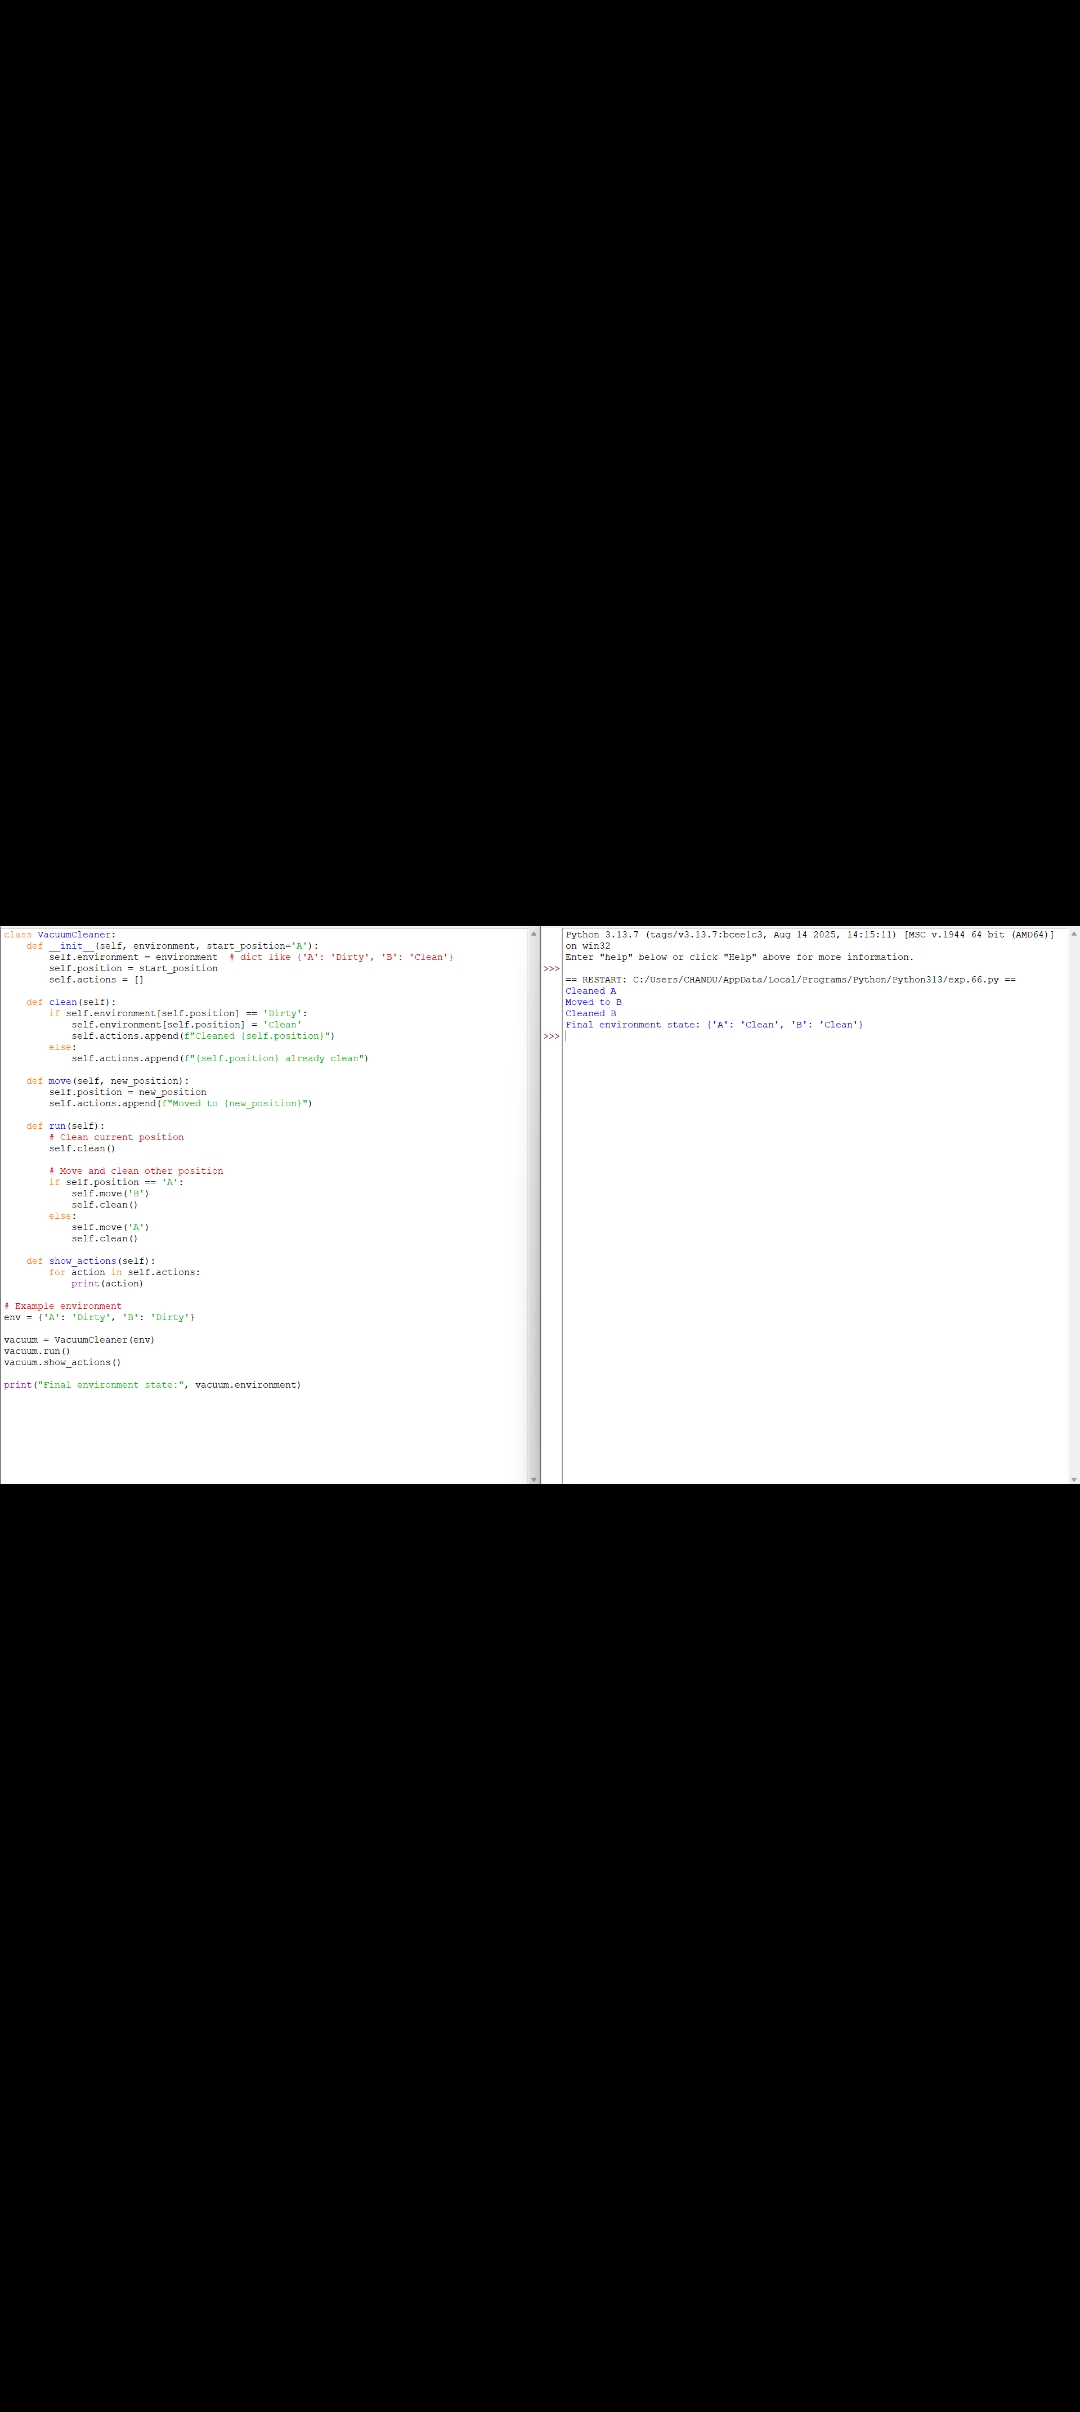 class VacuumCleaner:
    def __init__(self, environment, start_position='A'):
        self.environment = environment  # dict like {'A': 'Dirty', 'B': 'Clean'}
        self.position = start_position
        self.actions = []

    def clean(self):
        if self.environment[self.position] == 'Dirty':
            self.environment[self.position] = 'Clean'
            self.actions.append(f"Cleaned {self.position}")
        else:
            self.actions.append(f"{self.position} already clean")

    def move(self, new_position):
        self.position = new_position
        self.actions.append(f"Moved to {new_position}")

    def run(self):
        # Clean current position
        self.clean()

        # Move and clean other position
        if self.position == 'A':
            self.move('B')
            self.clean()
        else:
            self.move('A')
            self.clean()

    def show_actions(self):
        for action in self.actions:
            print(action)

# Example environment
env = {'A': 'Dirty', 'B': 'Dirty'}

vacuum = VacuumCleaner(env)
vacuum.run()
vacuum.show_actions()

print("Final environment state:", vacuum.environment)

Python 3.13.7 (tags/v3.13.7:bcee1c3, Aug 14 2025, 14:15:11) [MSC v.1944 64 bit (AMD64)]
on win32
Enter "help" below or click "Help" above for more information.
>>>
== RESTART: C:/Users/CHANDU/AppData/Local/Programs/Python/Python313/exp.66.py ==
Cleaned A
Moved to B
Cleaned B
Final environment state: {'A': 'Clean', 'B': 'Clean'}
>>>